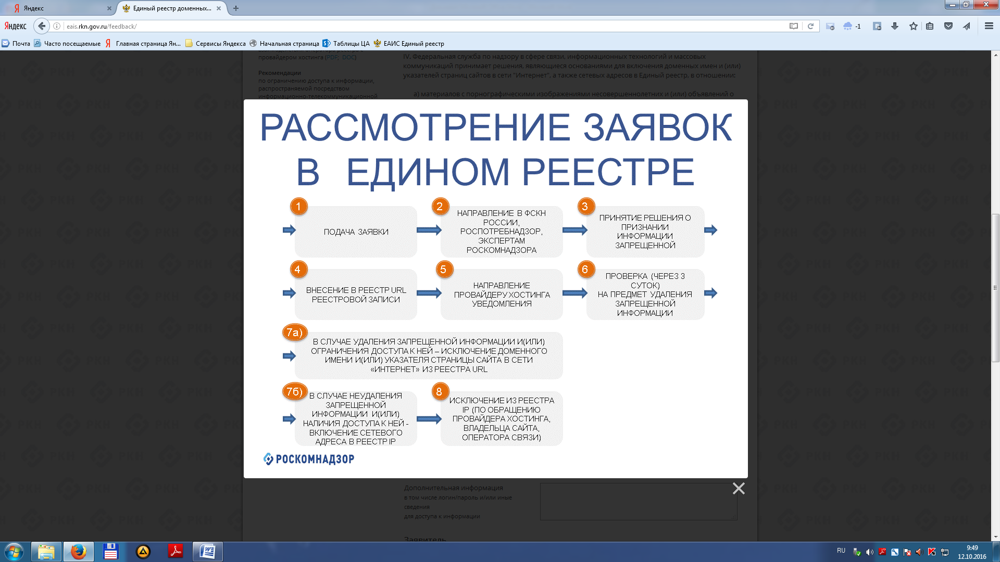 Яндекс
Единый реестр доменных...
Яндекс
eais.rkn.gov.ru/feedback/
-1
Почта
Часто посещаемые
Главная страница Ян...
Сервисы Яндекса
Начальная страница
Таблицы ЦА
ЕАИС Единый реестр
провайдером хостинга (PDF; DOC)
Рекомендации
по ограничению доступа к информации,
распространяемой посредством
информационно-телекоммуникационной
IV. Федеральная служба по надзору в сфере связи, информационных технологий и массовых
коммуникаций принимает решения, являющиеся основаниями для включения доменных имен и (или)
указателей страниц сайтов в сети "Интернет", а также сетевых адресов в Единый реестр, в отношении:
а) материалов с порнографическими изображениями несовершеннолетних и (или) объявлений о
РАССМОТРЕНИЕ ЗАЯВОК
В ЕДИНОМ РЕЕСТРЕ
1
ПОДАЧА ЗАЯВКИ
2
НАПРАВЛЕНИЕ В ФСКН
РОССИИ,
РОСПОТРЕБНАДЗОР,
ЭКСПЕРТАМ
РОСКОМНАДЗОРА
3
ПРИНЯТИЕ РЕШЕНИЯ О
ПРИЗНАНИИ
ИНФОРМАЦИИ
ЗАПРЕЩЕННОЙ
4
ВНЕСЕНИЕ В РЕЕСТР URL
РЕЕСТРОВОЙ ЗАПИСИ
5
НАПРАВЛЕНИЕ
ПРОВАЙДЕРУ ХОСТИНГА
УВЕДОМЛЕНИЯ
6
ПРОВЕРКА (ЧЕРЕЗ 3
СУТОК)
НА ПРЕДМЕТ УДАЛЕНИЯ
ЗАПРЕЩЕННОЙ
ИНФОРМАЦИИ
7а)
В СЛУЧАЕ УДАЛЕНИЯ ЗАПРЕЩЕННОЙ ИНФОРМАЦИИ И(ИЛИ)
ОГРАНИЧЕНИЯ ДОСТУПА К НЕЙ – ИСКЛЮЧЕНИЕ ДОМЕННОГО
ИМЕНИ И(ИЛИ) УКАЗАТЕЛЯ СТРАНИЦЫ САЙТА В СЕТИ
«ИНТЕРНЕТ» ИЗ РЕЕСТРА URL
7б)
В СЛУЧАЕ НЕУДАЛЕНИЯ
ЗАПРЕЩЕННОЙ
ИНФОРМАЦИИ И(ИЛИ)
НАЛИЧИЯ ДОСТУПА К НЕЙ -
ВКЛЮЧЕНИЕ СЕТЕВОГО
АДРЕСА В РЕЕСТР IP
8
ИСКЛЮЧЕНИЕ ИЗ РЕЕСТРА
IP (ПО ОБРАЩЕНИЮ
ПРОВАЙДЕРА ХОСТИНГА,
ВЛАДЕЛЬЦА САЙТА,
ОПЕРАТОРА СВЯЗИ)
РОСКОМНАДЗОР
Дополнительная информация
в том числе логин/пароль и/или иные
сведения
для доступа к информации
Заявитель
RU
9:49
12.10.2016